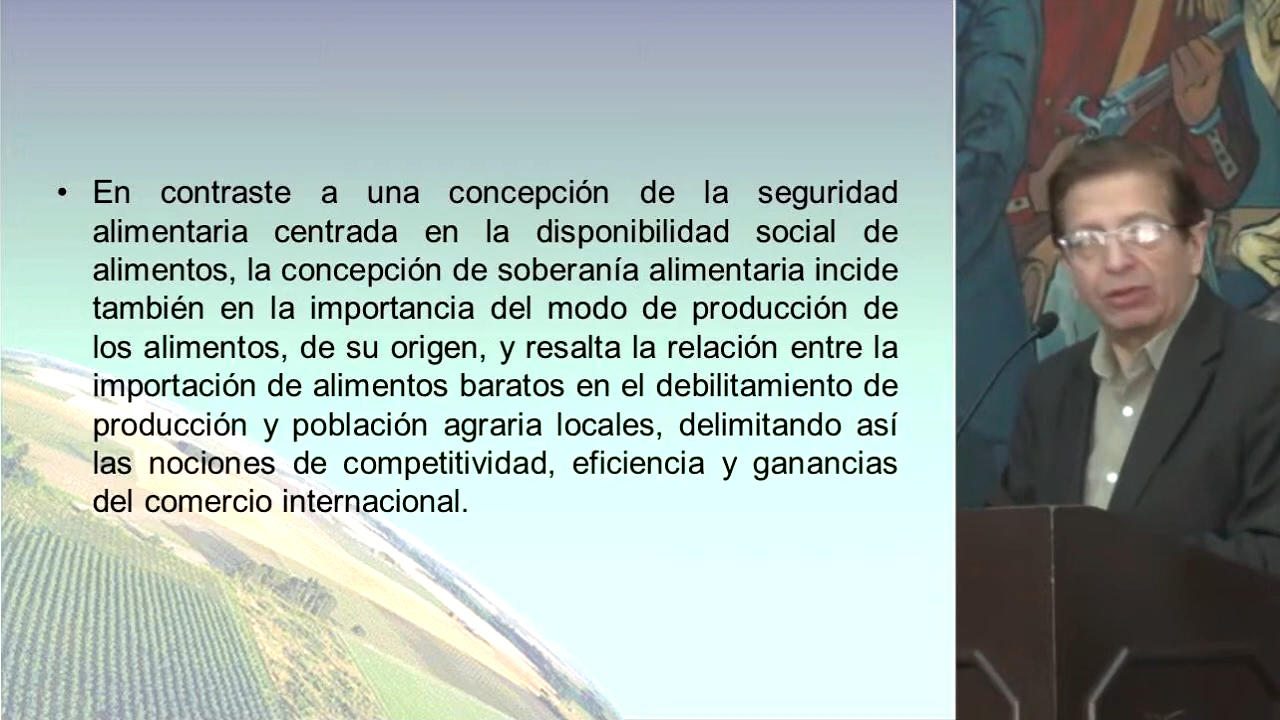 • En contraste a una concepción de la seguridad
alimentaria centrada en la disponibilidad social de
alimentos, la concepción de soberanía alimentaria incide
también en la importancia del modo de producción de
los alimentos, de su origen, y resalta la relación entre la
importación de alimentos baratos en el debilitamiento de
producción y población agraria locales, delimitando así
las nociones de competitividad, eficiencia y ganancias
del comercio internacional.